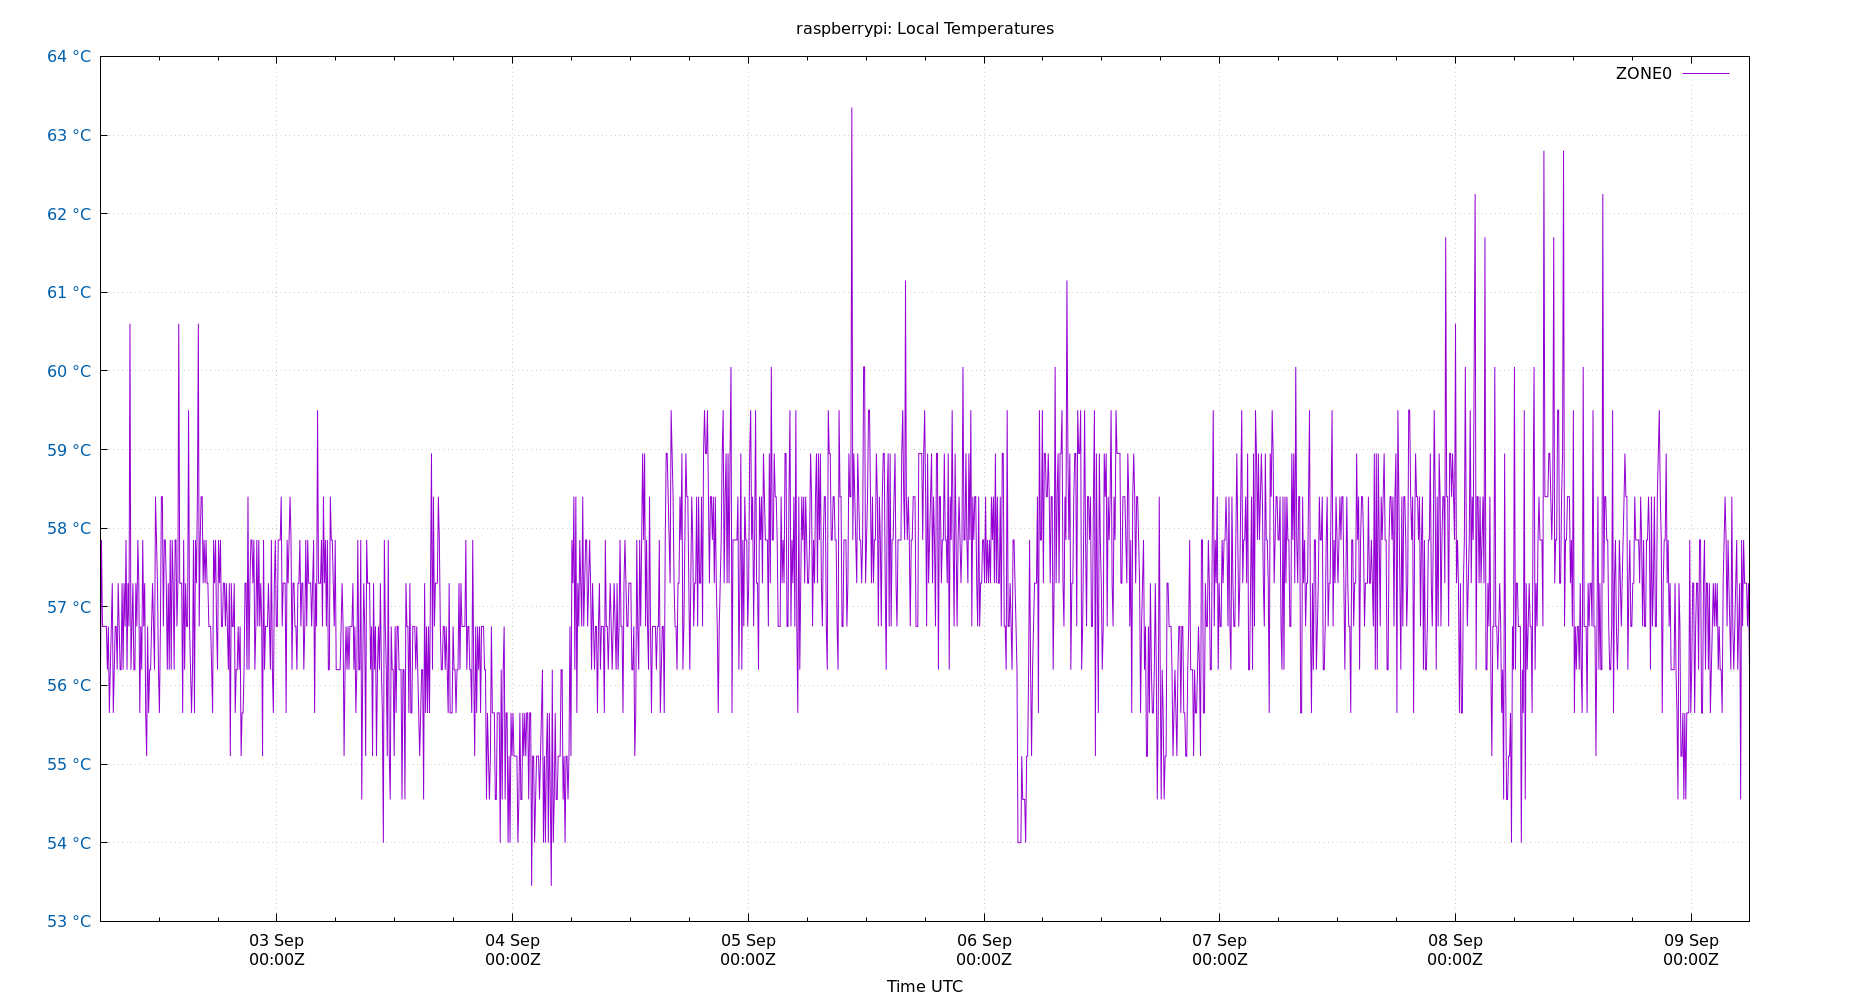 raspberrypi: Local Temperatures
ZONE0
64 °C
63 °C
62 °C
61 °C
60 °C
59 °C
58 °C
57 °C
56 °C
55 °C
54 °C
53 °C
03 Sep 04 Sep 05 Sep 06 Sep 07 Sep 08 Sep 09 Sep
00:00Z 00:00Z 00:00Z 00:00Z 00:00Z 00:00Z 00:00Z
Time UTC